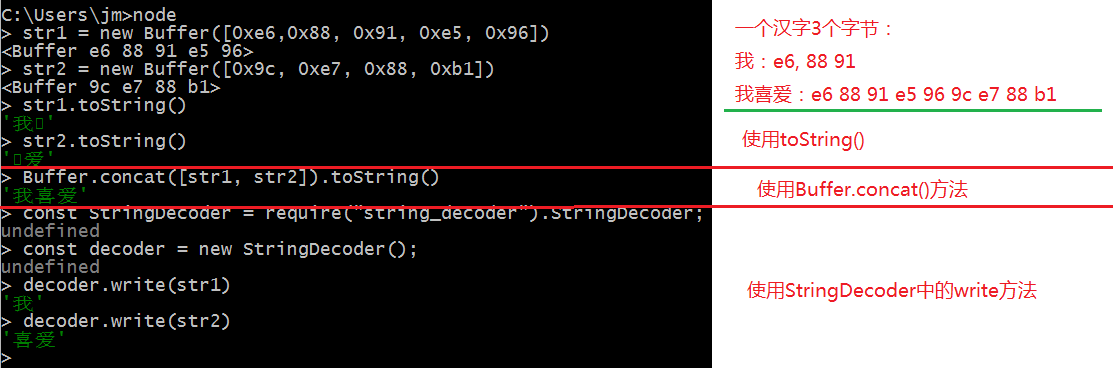 C:\Users\jm>node
> str1 = new Buffer([0xe6,0x88, 0x91, 0xe5, 0x96])
<Buffer e6 88 91 e5 96>
> str2 = new Buffer([0x9c, 0xe7, 0x88, 0xb1])
<Buffer 9c e7 88 b1>
> str1.toString()
'我�'
> str2.toString()
'�爱'
> Buffer.concat([str1, str2]).toString()
'我喜爱'
> const StringDecoder = require("string_decoder").StringDecoder;
undefined
> const decoder = new StringDecoder();
undefined
> decoder.write(str1)
'我'
> decoder.write(str2)
'喜爱'
>
一个汉字3个字节：
我：e6, 88 91
我喜爱：e6 88 91 e5 96 9c e7 88 b1
使用toString()
使用Buffer.concat()方法
使用StringDecoder中的write方法